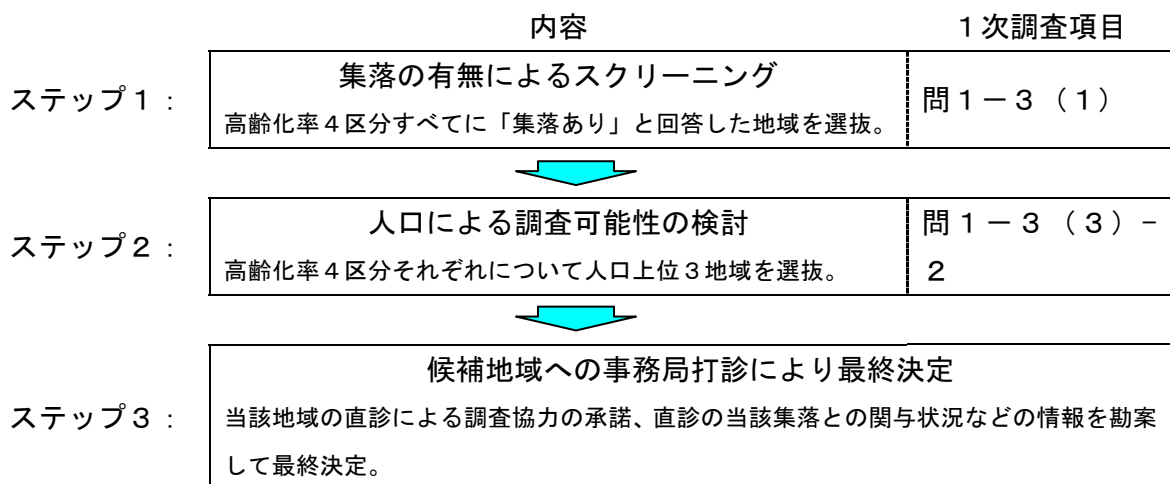 内容 １次調査項目
集落の有無によるスクリーニング
ステップ１： 問１－３（１）
高齢化率４区分すべてに「集落あり」と回答した地域を選抜。
人口による調査可能性の検討 問１－３（３）-
ステップ２：
高齢化率４区分それぞれについて人口上位３地域を選抜。 ２
候補地域への事務局打診により最終決定
ステップ３： 当該地域の直診による調査協力の承諾、直診の当該集落との関与状況などの情報を勘案
して最終決定。